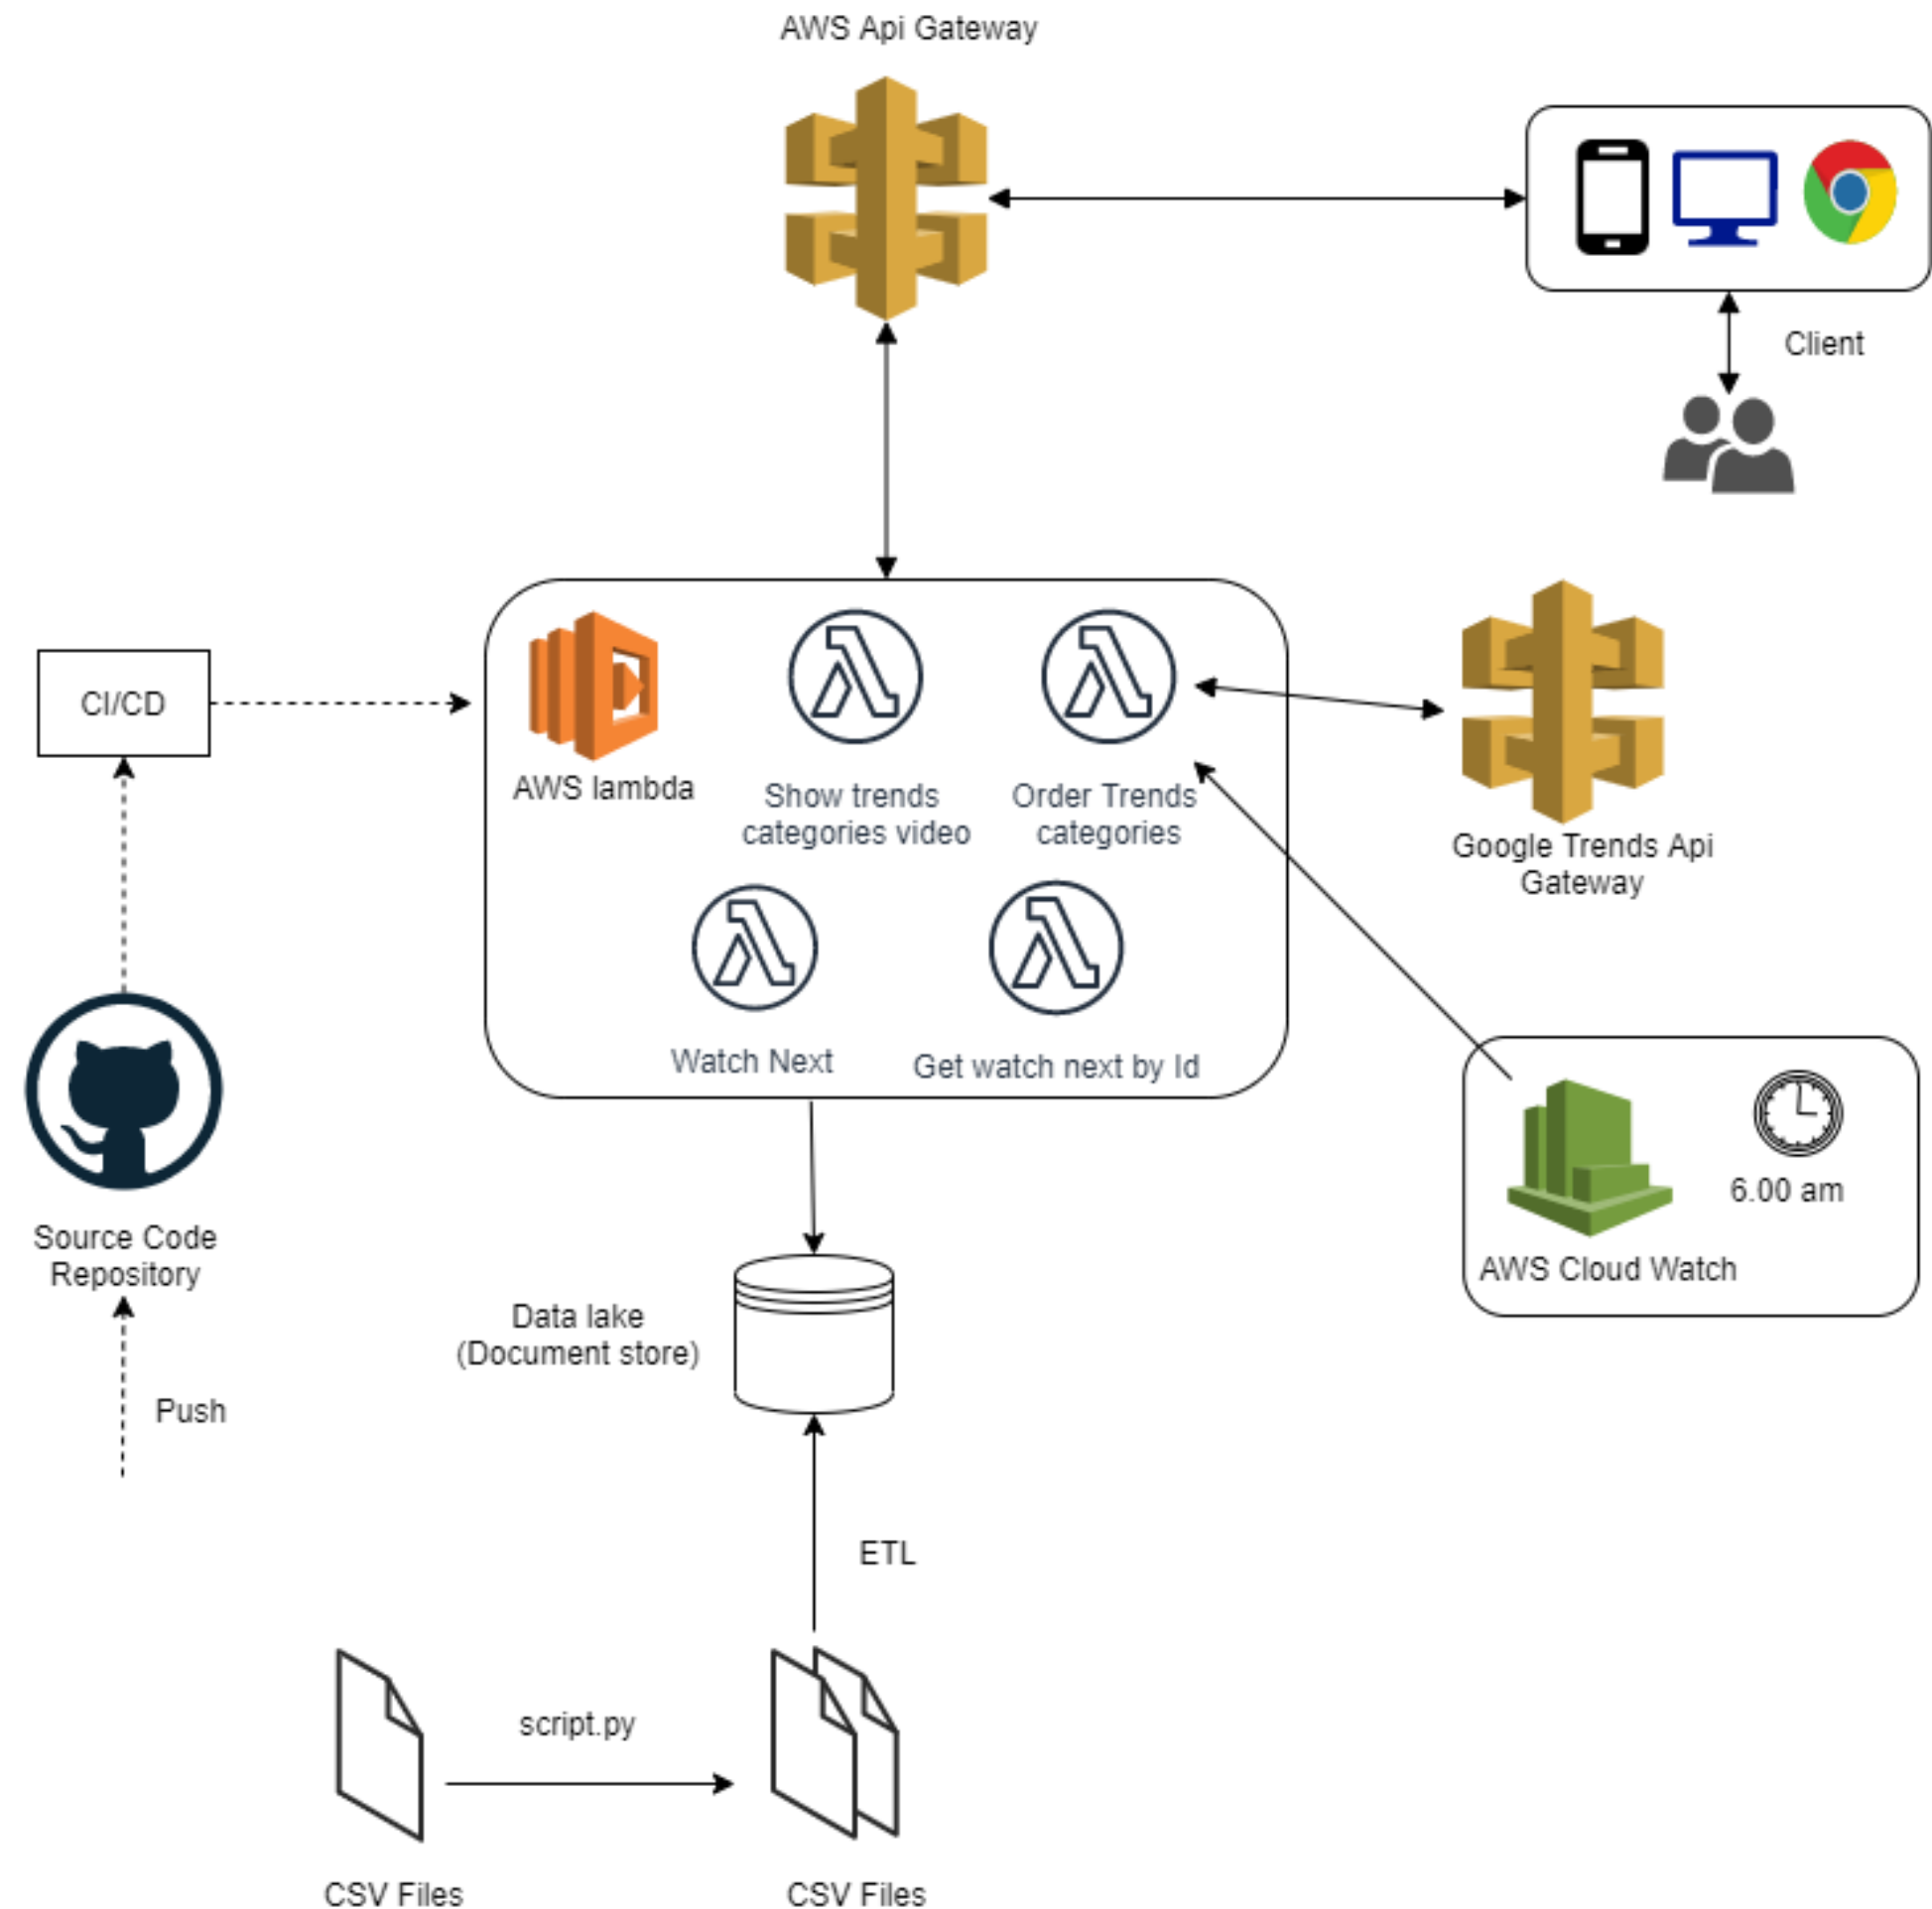 AWS Api Gateway
Client
CI/CD
AWS lambda
Show trends
categories video
Order Trends
categories
Google Trends Api
Gateway
Watch Next
Get watch next by Id
Source Code
Repository
6.00 am
AWS Cloud Watch
Data lake
(Document store)
Push
ETL
script.py
CSV Files
CSV Files